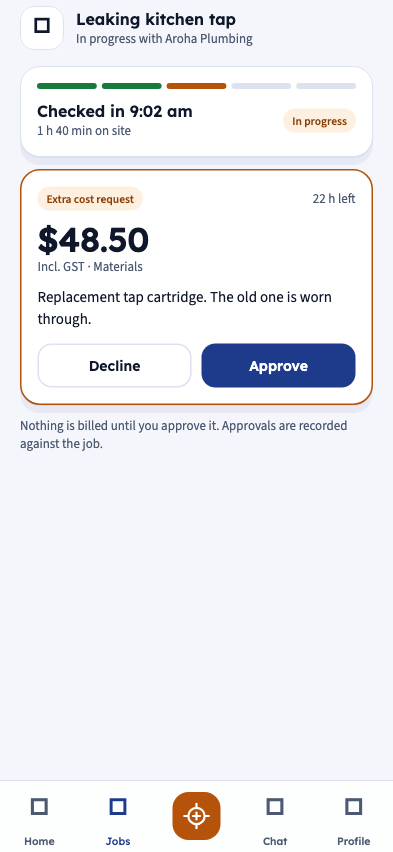 Leaking kitchen tap
In progress with Aroha Plumbing
Checked in 9:02 am
1 h 40 min on site
In progress
Extra cost request
22 h left
$48.50
Incl. GST · Materials
Replacement tap cartridge. The old one is worn
through.
Decline
Approve
Nothing is billed until you approve it. Approvals are recorded
against the job.
Home
Jobs
Chat
Profile